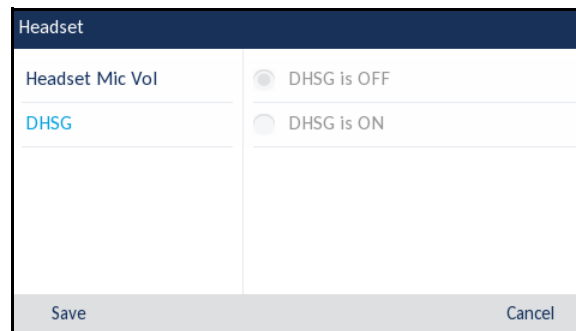 Headset
Headset Mic Vol
DHSG is OFF
DHSG
DHSG is ON
Save
Cancel